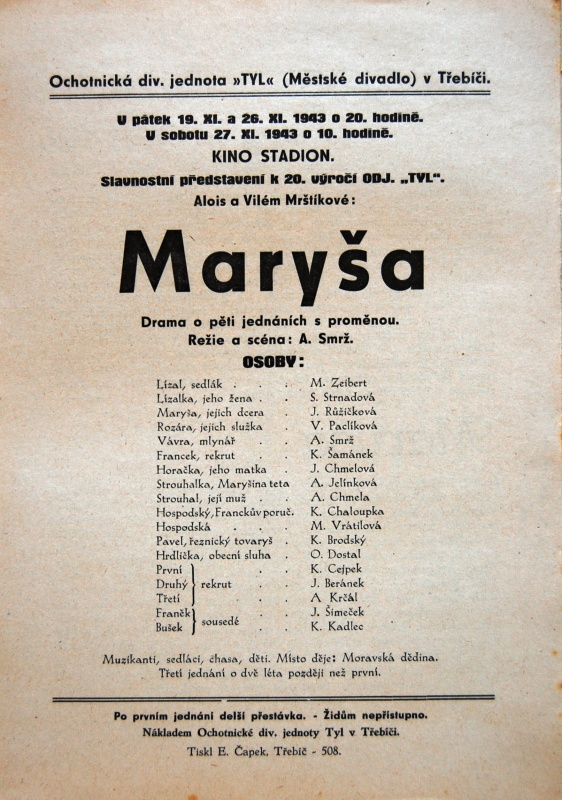 Ochotnická div. jednota »TYL« (Městské divadlo) v Třebíči.
U pátek 19. XI. a 26. XI. 1943 o 20. hodině.
U sobotu 27. XI. 1943 o 10. hodině.
KINO STADION.
Slavnostní představení k 20. výročí ODJ. „TYL“.
Alois a Vilém Mrštíkové:
Maryša
Drama o pěti jednáních s proměnou.
Režie a scéna: A. Smrž.
OSOBY:
Lízal, sedlák . . . M. Zeibert
Lízalka, jeho žena . . S. Strnadová
Maryša, jejich dcera . J. Růžičková
Rozára, jejich služka . V. Paclíková
Vávra, mlynář . . A. Smrž
Francek, rekrut . . K. Šamánek
Horačka, jeho matka . J. Chmelová
Strouhalka, Maryšina teta A. Jelínková
Strouhal, její muž . . A. Chmela
Hospodský, Franckův poruč. K. Chaloupka
Hospodská . . . M. Vrátilová
Pavel, řeznický tovaryš . K. Brodský
Hrdlička, obecní sluha . O. Dostal
První . . K. Cejpek
Druhý } rekrut . . J. Beránek
Třetí . . A Krčál
Franěk . . J. Šimeček
Bušek } sousedé . . K. Kadlec
Muzikanti, sedláci, chasa, děti. Místo děje: Moravská dědina.
Třetí jednání o dvě léta později než první.
Po prvním jednání delší přestávka. - Židům nepřístupno.
Nákladem Ochotnické div. jednoty Tyl v Třebíči.
Tiskl E. Čapek, Třebíč - 508.